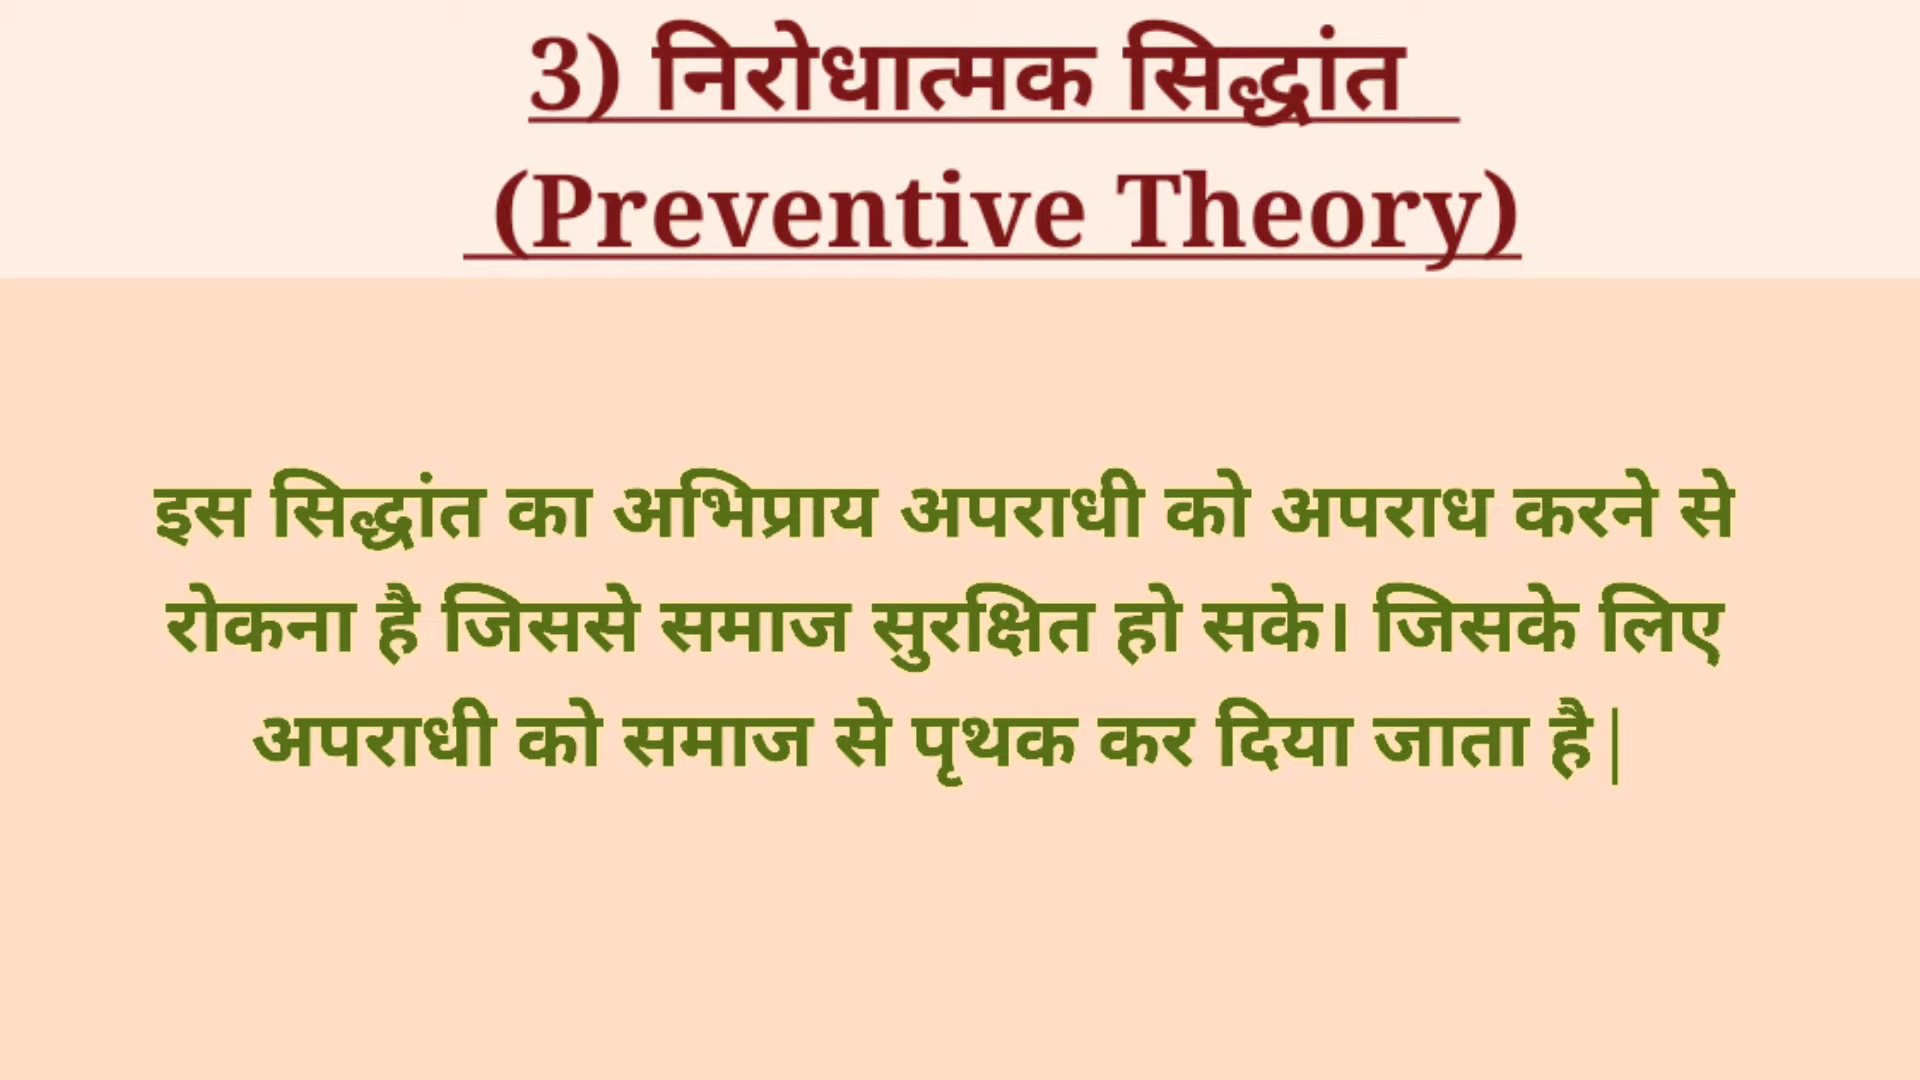 3) निरोधात्मक सिद्धांत
(Preventive Theory)
इस सिद्धांत का अभिप्राय अपराधी को अपराध करने से
रोकना है जिससे समाज सुरक्षित हो सके। जिसके लिए
अपराधी को समाज से पृथक कर दिया जाता है|